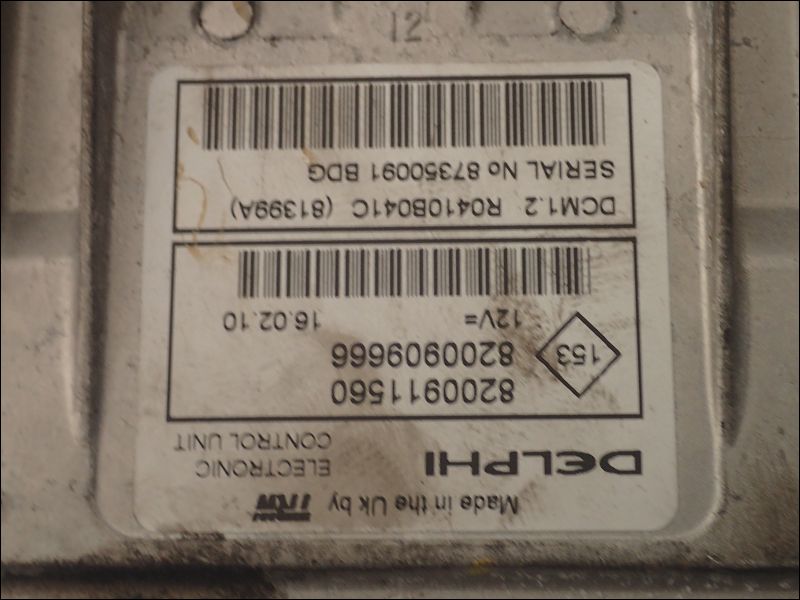 Made in the Uk by TRW
DELPHI ELECTRONIC
CONTROL UNIT
8200911560
153 8200909666
12V= 16.02.10
DCM1.2 R0410B041C (81399A)
SERIAL No 87350091 BDG
12